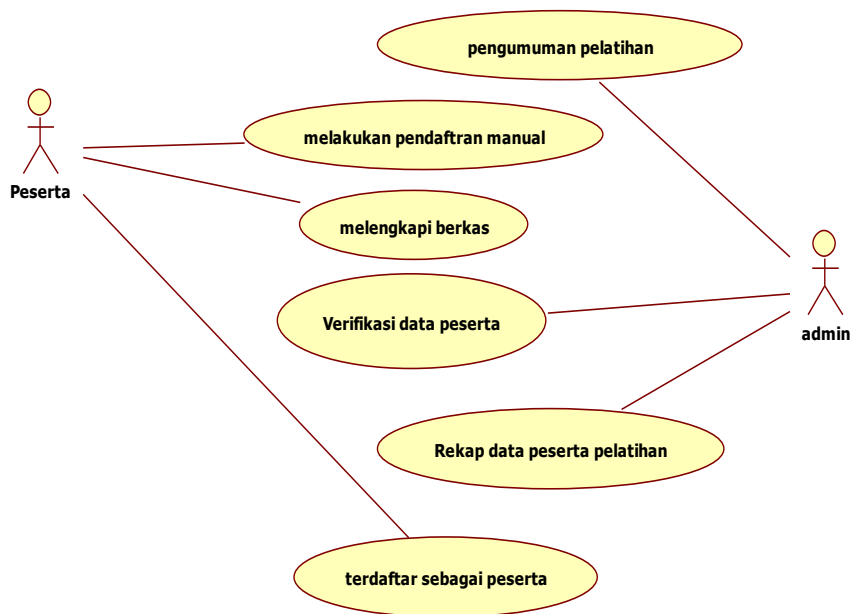 pengumuman pelatihan
melakukan pendaftran manual
Peserta
melengkapi berkas
Verifikasi data peserta
admin
Rekap data peserta pelatihan
terdaftar sebagai peserta